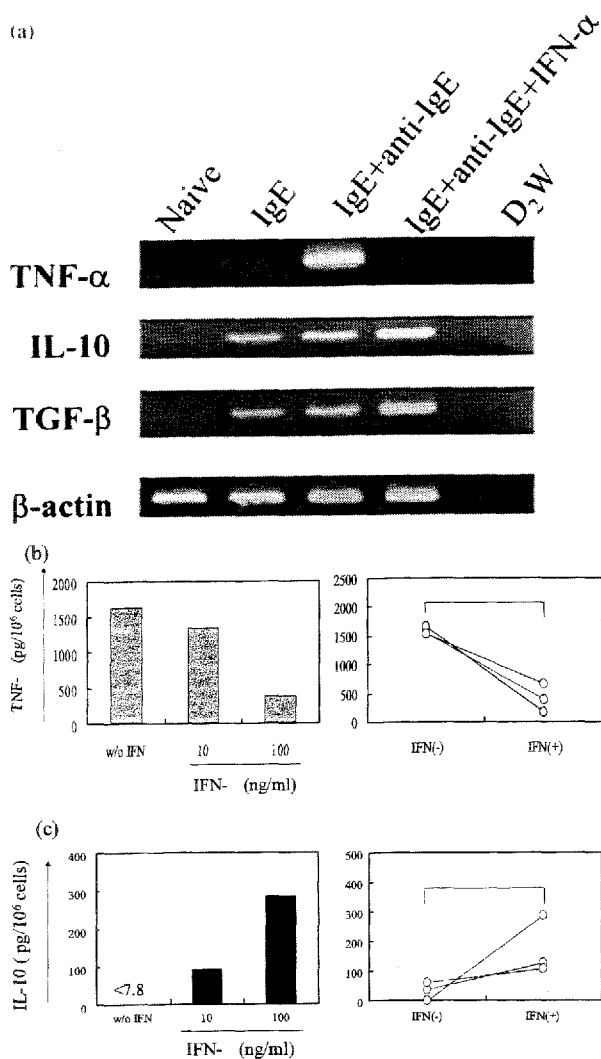 (a)
Naive
IgE
IgE+anti-IgE
IgE+anti-IgE+IFN-α
D₂W
TNF-α
IL-10
TGF-β
β-actin
(b)
TNF- (pg/10⁶ cells)
2000
1500
1000
500
0
w/o IFN 10 100
IFN- (ng/ml)
2500
2000
1500
1000
500
0
IFN(-) IFN(+)
(c)
IL-10 ( pg/10⁶ cells)
400
300
200
100
0
<7.8
w/o IFN 10 100
IFN- (ng/ml)
500
400
300
200
100
0
IFN(-) IFN(+)